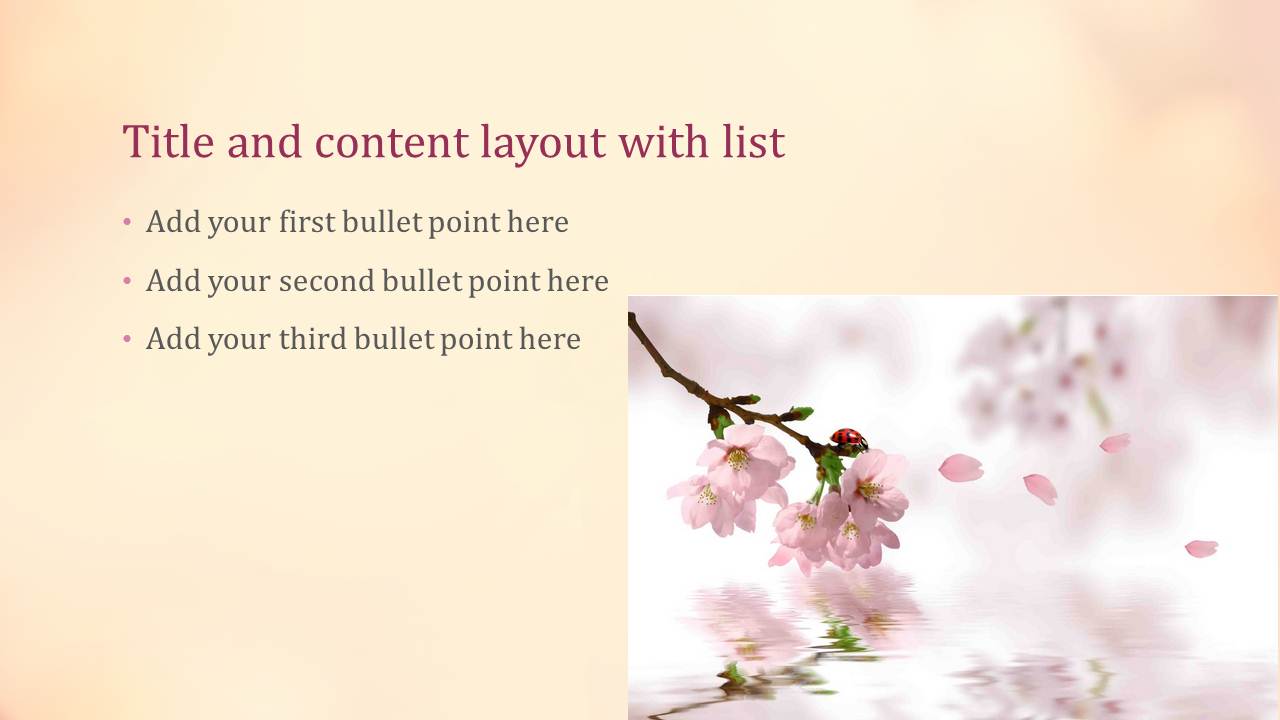 Title and content layout with list
• Add your first bullet point here
• Add your second bullet point here
• Add your third bullet point here